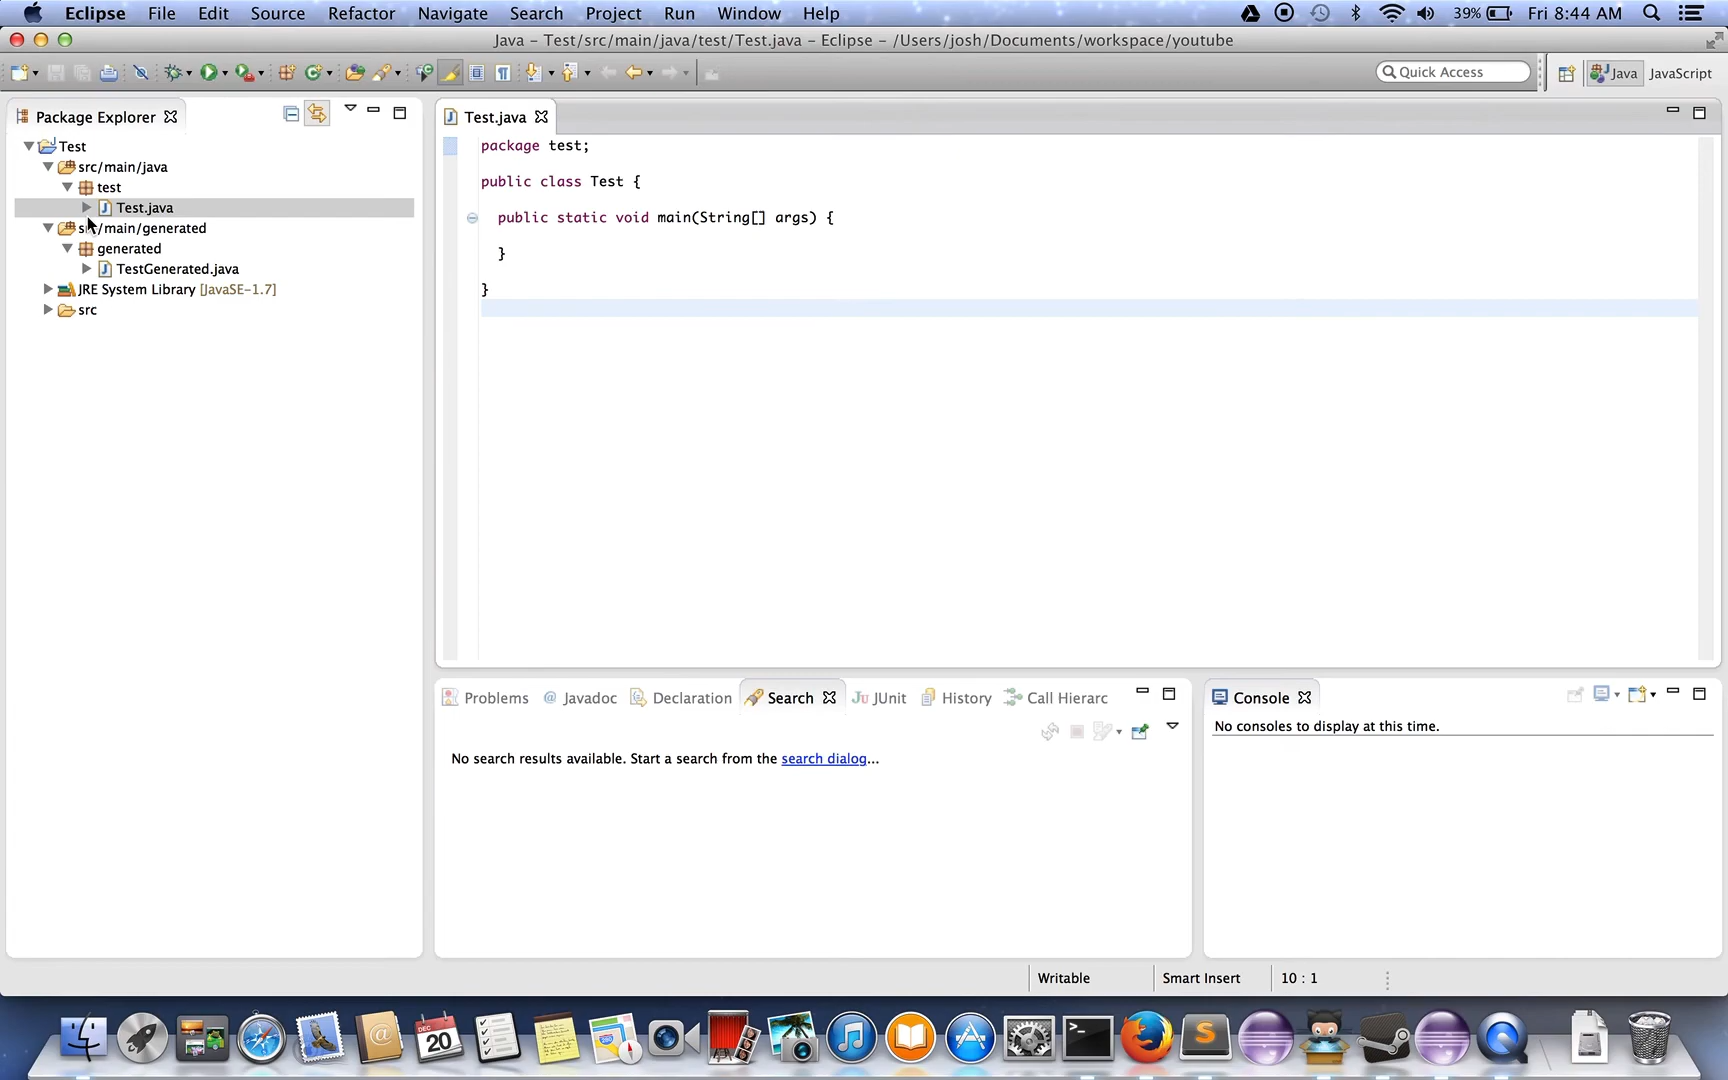 Eclipse File Edit Source Refactor Navigate Search Project Run Window Help 39% Fri 8:44 AM
Java – Test/src/main/java/test/Test.java – Eclipse – /Users/josh/Documents/workspace/youtube
Quick Access Java JavaScript
Package Explorer
Test
src/main/java
test
Test.java
src/main/generated
generated
TestGenerated.java
JRE System Library [JavaSE-1.7]
src
Test.java
package test;
public class Test {
public static void main(String[] args) {
}
}
Problems Javadoc Declaration Search JUnit History Call Hierarc
No search results available. Start a search from the search dialog...
Console
No consoles to display at this time.
Writable Smart Insert 10 : 1
DEC
20